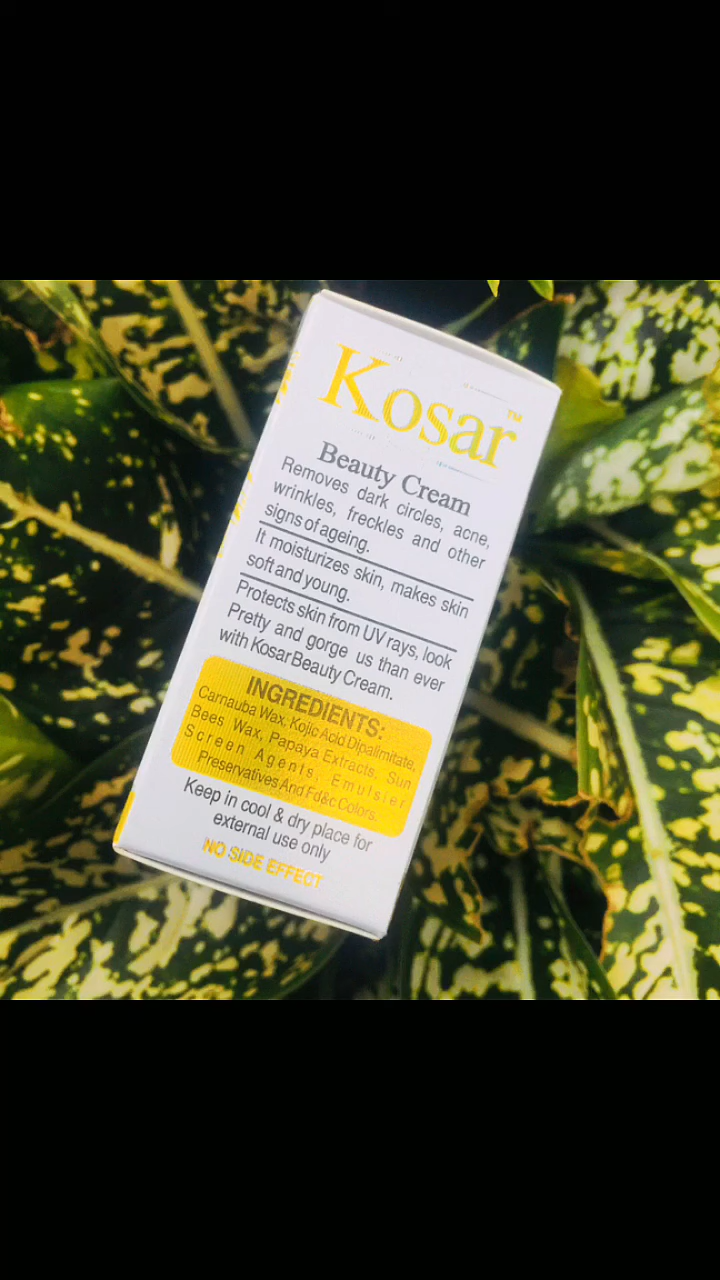 Kosar™
Beauty Cream
Removes dark circles, acne,
wrinkles, freckles and other
signs of ageing.
It moisturizes skin, makes skin
soft and young.
Protects skin from UV rays, look
Pretty and gorge us than ever
with Kosar Beauty Cream.
INGREDIENTS:
Carnauba Wax, Kojic Acid Dipalmitate,
Bees Wax, Papaya Extracts, Sun
Screen Agents, Emulsier
Preservatives And Fd&c Colors.
Keep in cool & dry place for
external use only
NO SIDE EFFECT